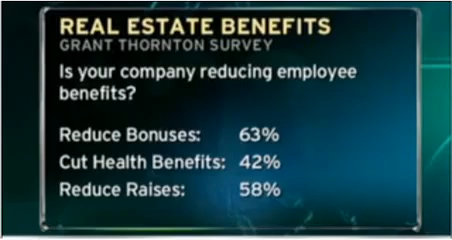 REAL ESTATE BENEFITS
GRANT THORNTON SURVEY
Is your company reducing employee
benefits?
Reduce Bonuses: 63%
Cut Health Benefits: 42%
Reduce Raises: 58%